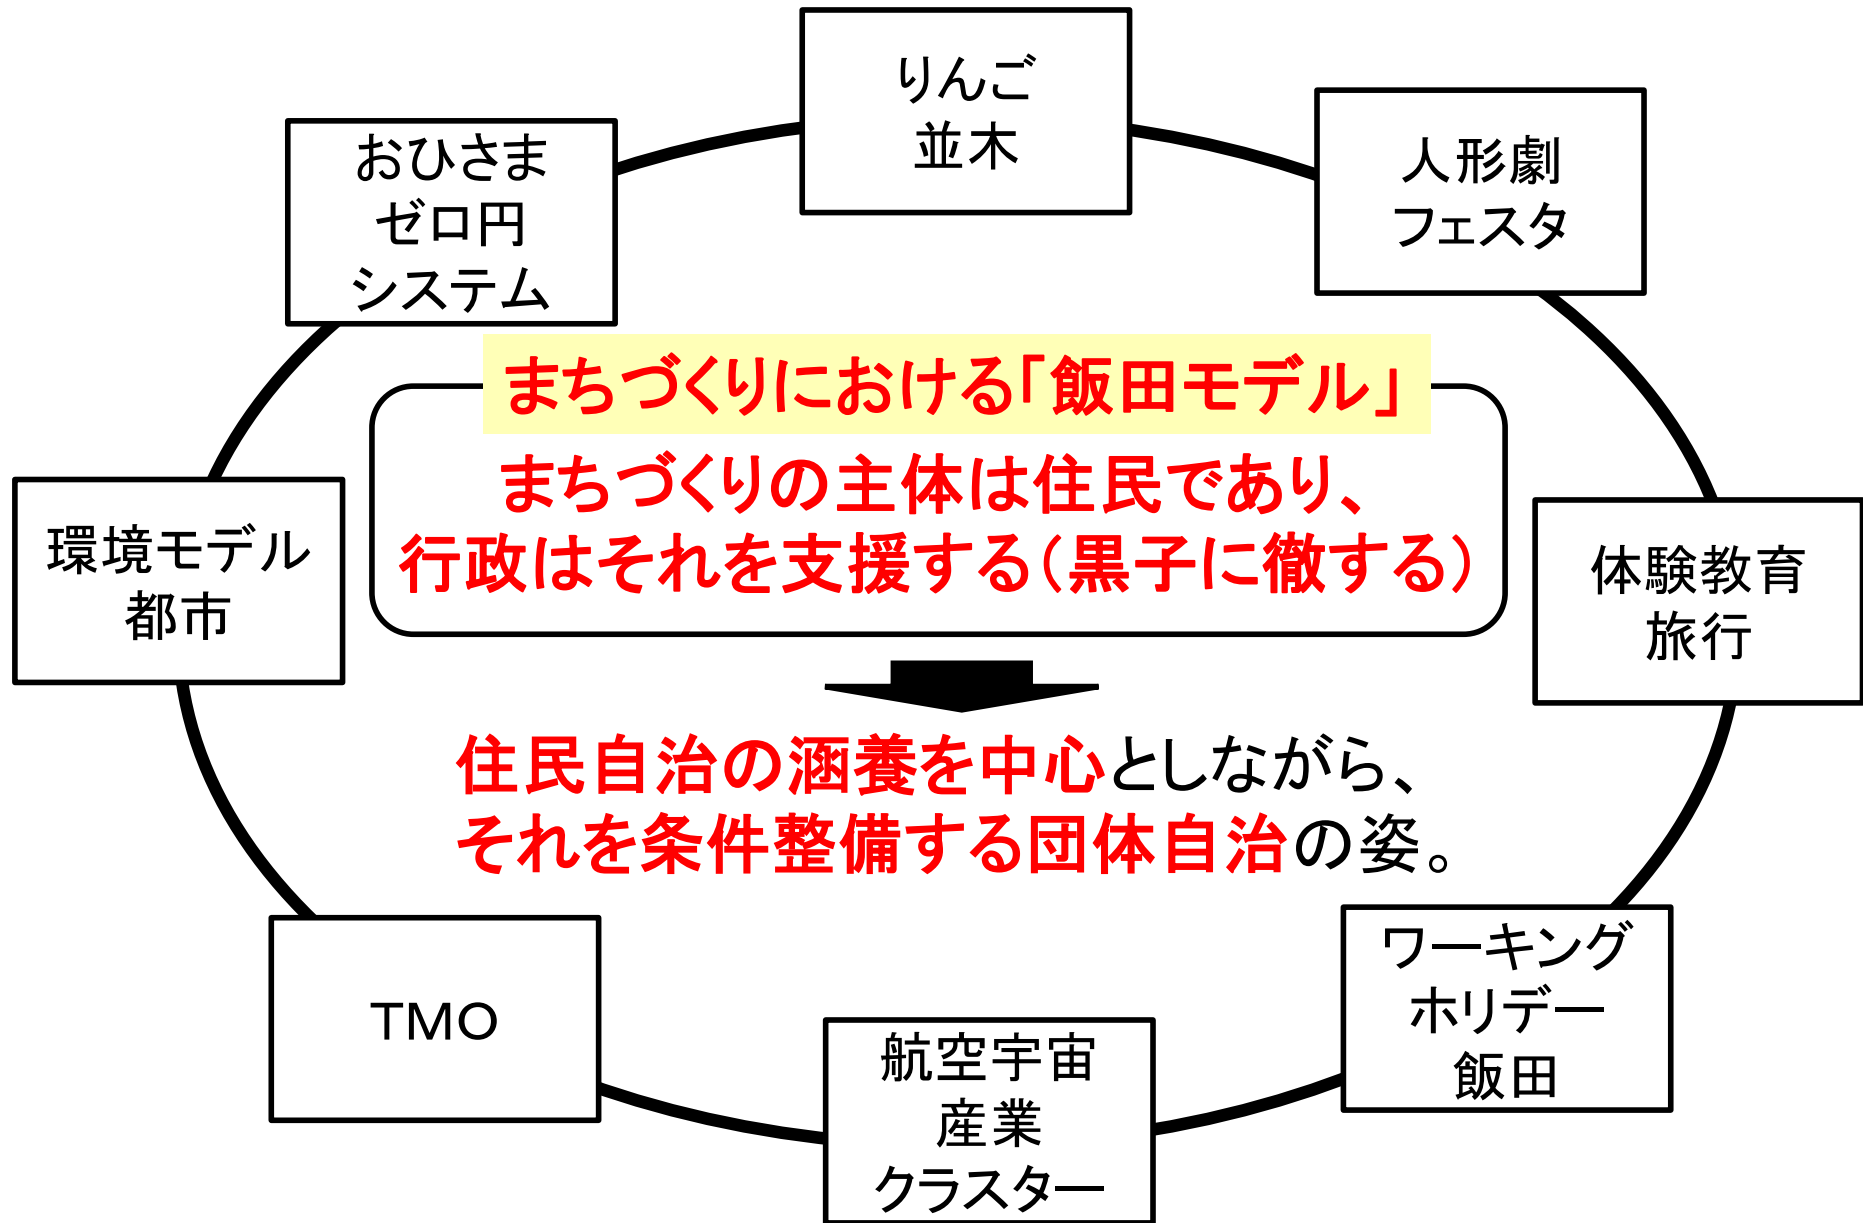 りんご
並木
人形劇
フェスタ
おひさま
ゼロ円
システム
まちづくりにおける「飯田モデル」
まちづくりの主体は住民であり、
行政はそれを支援する（黒子に徹する）
環境モデル
都市
体験教育
旅行
住民自治の涵養を中心としながら、
それを条件整備する団体自治の姿。
ワーキング
ホリデー
飯田
TMO
航空宇宙
産業
クラスター